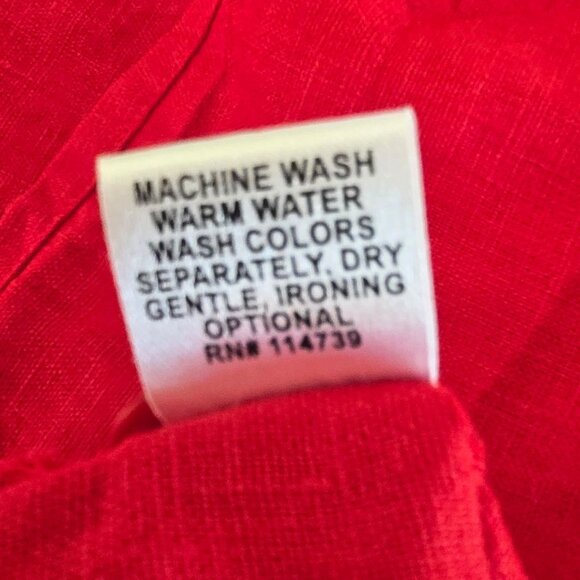 MACHINE WASH
WARM WATER
WASH COLORS
SEPARATELY, DRY
GENTLE, IRONING
OPTIONAL
RN# 114739